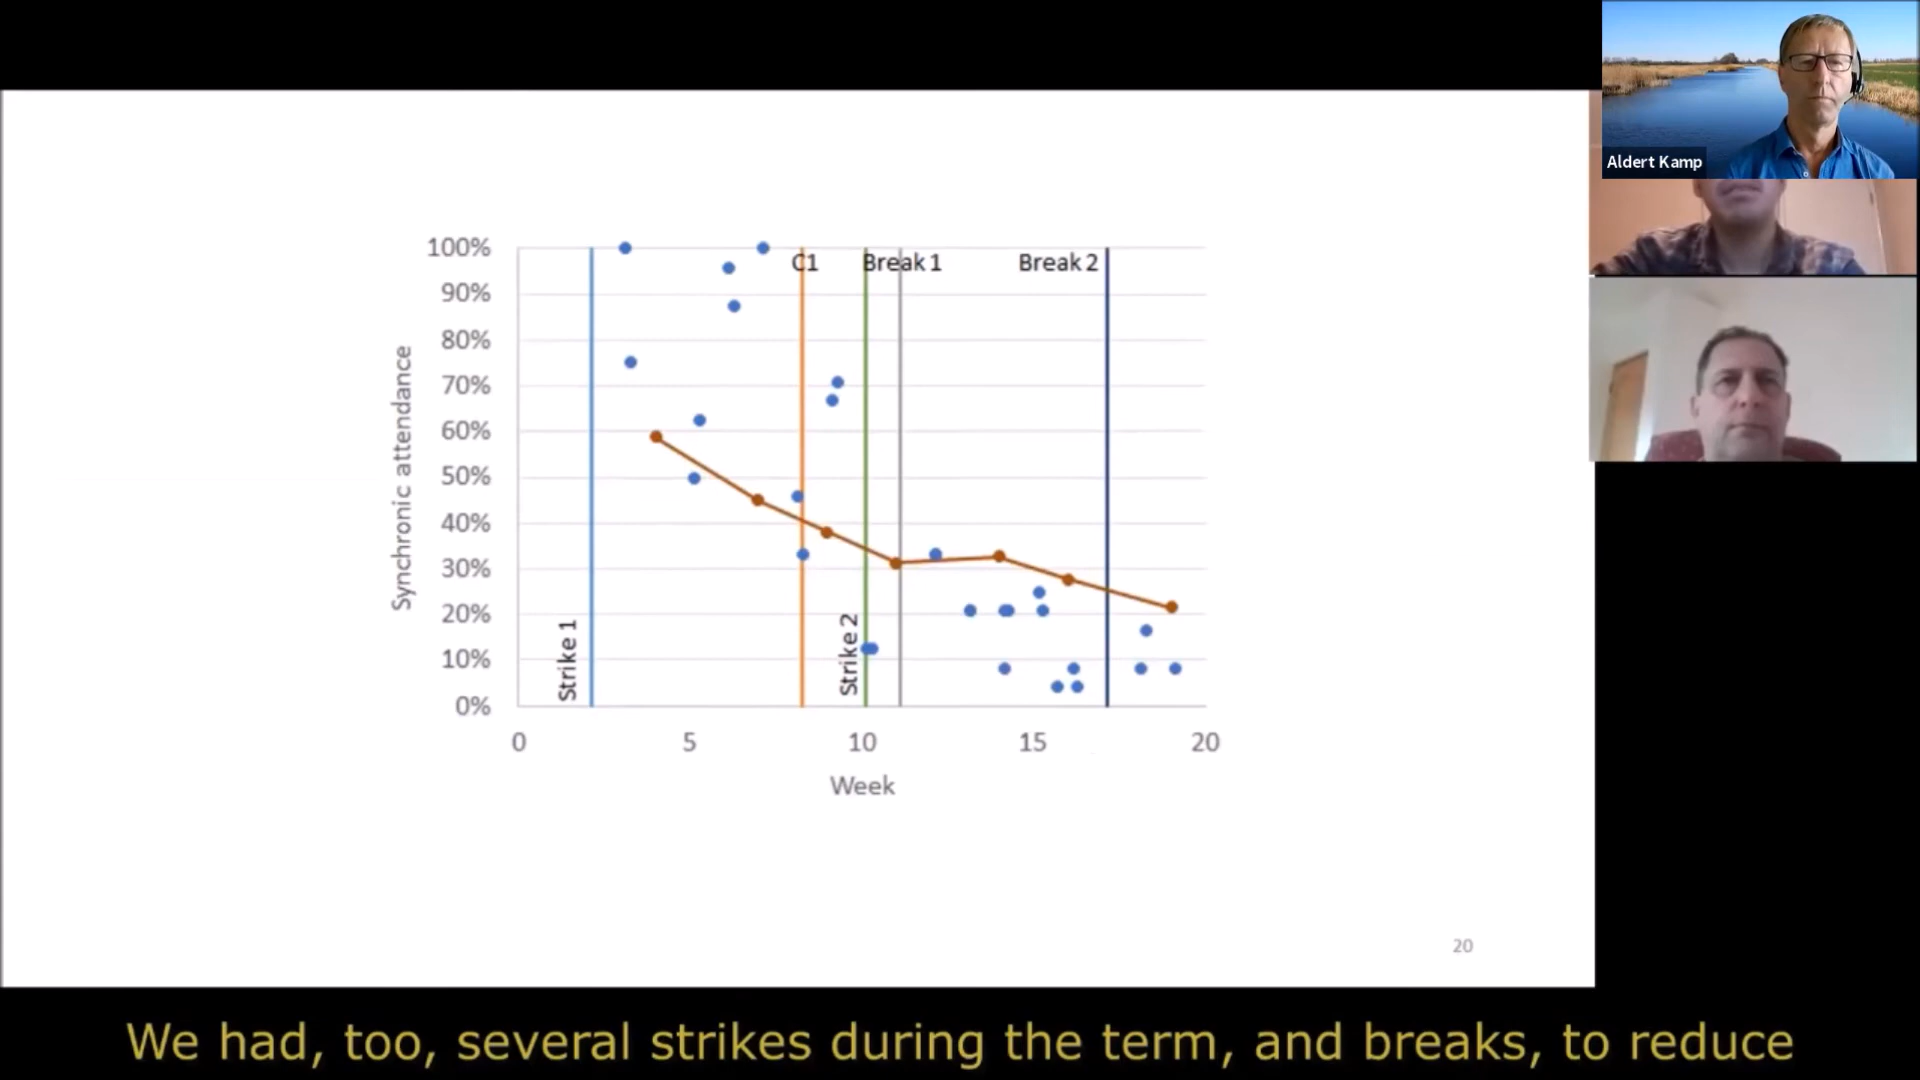 Aldert Kamp
100%
90%
80%
70%
60%
50%
40%
30%
20%
10%
0%
Synchronic attendance
Strike 1
C1
Strike 2
Break 1
Break 2
0 5 10 15 20
Week
20
We had, too, several strikes during the term, and breaks, to reduce